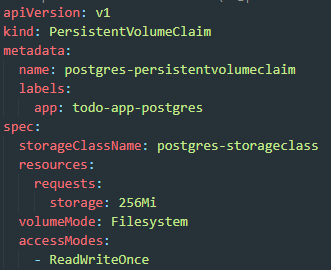 apiVersion: v1
kind: PersistentVolumeClaim
metadata:
  name: postgres-persistentvolumeclaim
  labels:
    app: todo-app-postgres
spec:
  storageClassName: postgres-storageclass
  resources:
    requests:
      storage: 256Mi
  volumeMode: Filesystem
  accessModes:
    - ReadWriteOnce